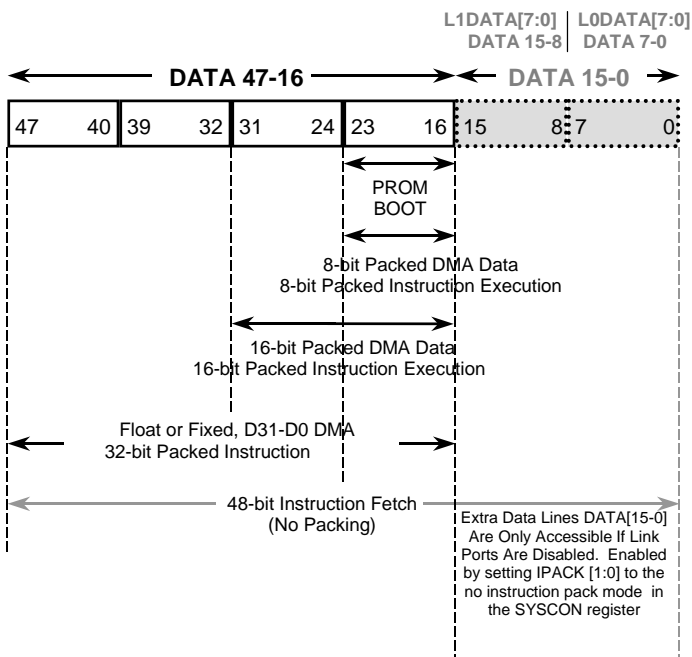 L1DATA[7:0] L0DATA[7:0]
DATA 15-8 DATA 7-0
DATA 47-16 DATA 15-0
47 40 39 32 31 24 23 16 15 8 7 0
PROM
BOOT
8-bit Packed DMA Data
8-bit Packed Instruction Execution
16-bit Packed DMA Data
16-bit Packed Instruction Execution
Float or Fixed, D31-D0 DMA
32-bit Packed Instruction
48-bit Instruction Fetch
(No Packing)
Extra Data Lines DATA[15-0]
Are Only Accessible If Link
Ports Are Disabled. Enabled
by setting IPACK [1:0] to the
no instruction pack mode in
the SYSCON register